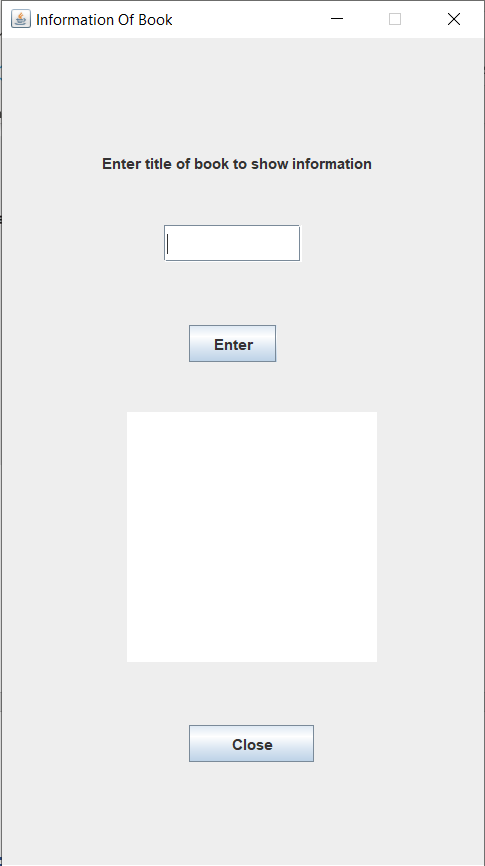 Information Of Book
Enter title of book to show information
Enter
Close